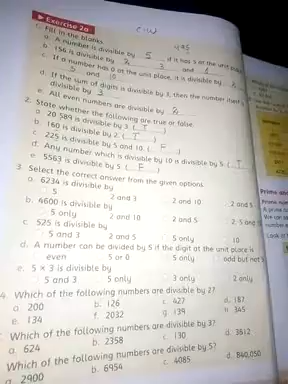 C.W
Exercise 2a
1. Fill in the blanks.
a. A number is divisible by 5 if it has 5 or the unit
b. 156 is divisible by 2 3 and
c. If a number has 0 at the unit place, it is divisible by 2
5 and 10
d. If the sum of digits is divisible by 3, then the number itself
divisible by 3
e. All even numbers are divisible by 2
2. State whether the following are true or false.
a. 20 589 is divisible by 3. ( T )
b. 160 is divisible by 2. ( T )
c. 225 is divisible by 5 and 10. ( F )
d. Any number which is divisible by 10 is divisible by 5. ( T )
e. 5563 is divisible by 5. ( F )
3. Select the correct answer from the given options.
a. 6234 is divisible by
5 2 and 3 2 and 10 2 and 5
b. 4600 is divisible by
5 only 2 and 10 2 and 5
c. 525 is divisible by
5 and 3 2 and 5 5 only 10
d. A number can be divided by 5 if the digit at the unit place is
even 5 or 0 5 only odd but not
e. 5 × 3 is divisible by
5 and 3 5 only 3 only 2 only
4. Which of the following numbers are divisible by 2?
a. 200 b. 126 c. 427 d. 187
e. 134 f. 2032 g. 139 h. 345
Which of the following numbers are divisible by 3?
a. 624 b. 2358 c. 130 d. 3612
Which of the following numbers are divisible by 5?
a. 2900 b. 6954 c. 4085 d. 840,050